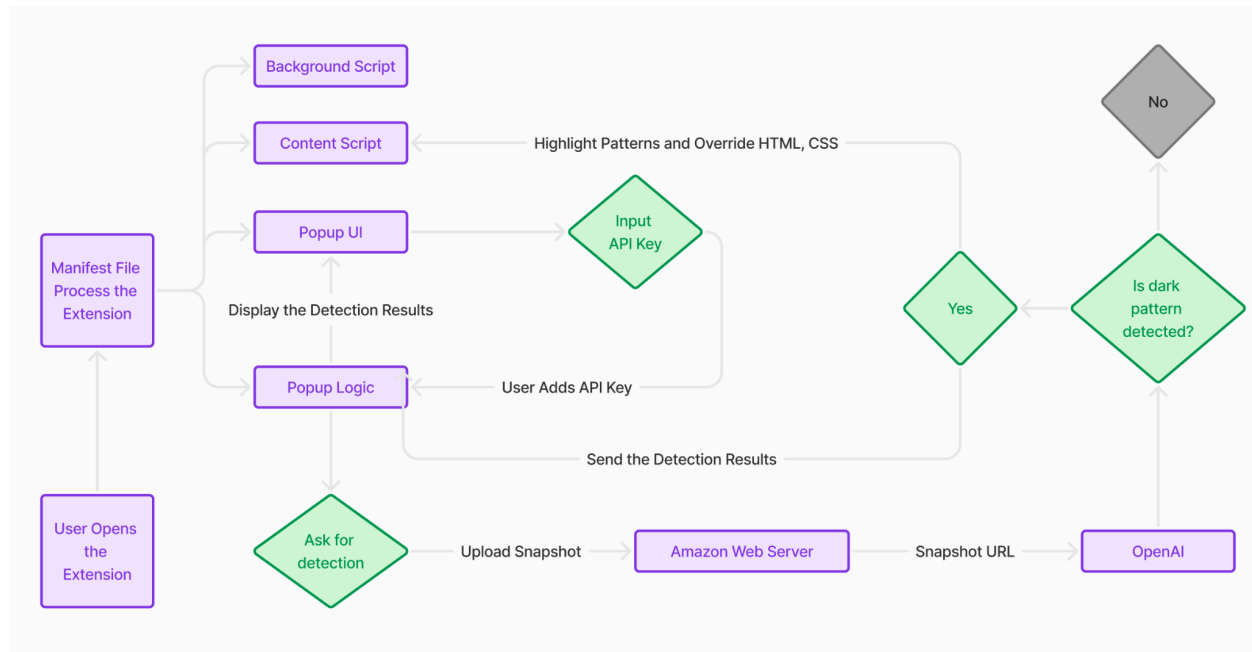 Background Script
No
Content Script
Highlight Patterns and Override HTML, CSS
Popup UI
Input
API Key
Manifest File
Process the
Extension
Display the Detection Results
Yes
Is dark
pattern
detected?
Popup Logic
User Adds API Key
Send the Detection Results
User Opens
the
Extension
Ask for
detection
Upload Snapshot
Amazon Web Server
Snapshot URL
OpenAI